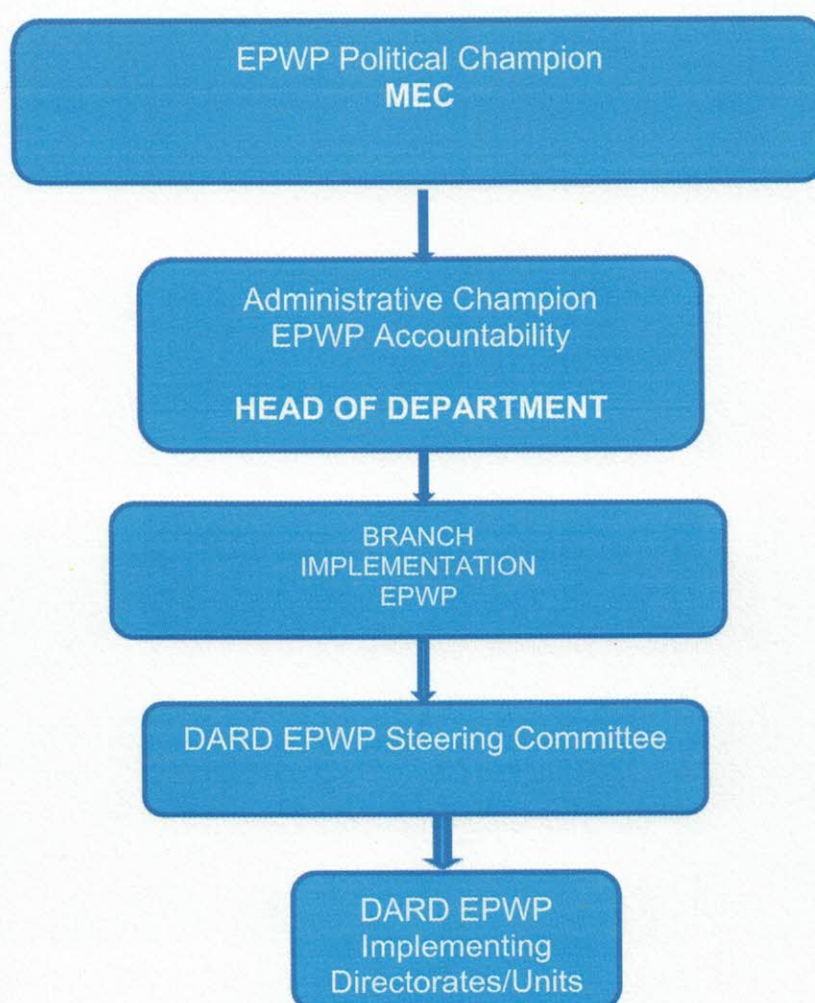 EPWP Political Champion
MEC
Administrative Champion
EPWP Accountability
HEAD OF DEPARTMENT
BRANCH
IMPLEMENTATION
EPWP
DARD EPWP Steering Committee
DARD EPWP
Implementing
Directorates/Units